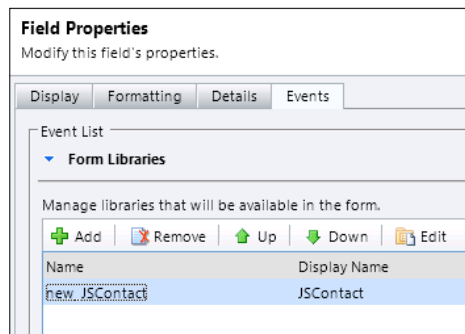 Field Properties
Modify this field's properties.
Display Formatting Details Events
Event List
Form Libraries
Manage libraries that will be available in the form.
Add Remove Up Down Edit
Name Display Name
new_JSContact JSContact